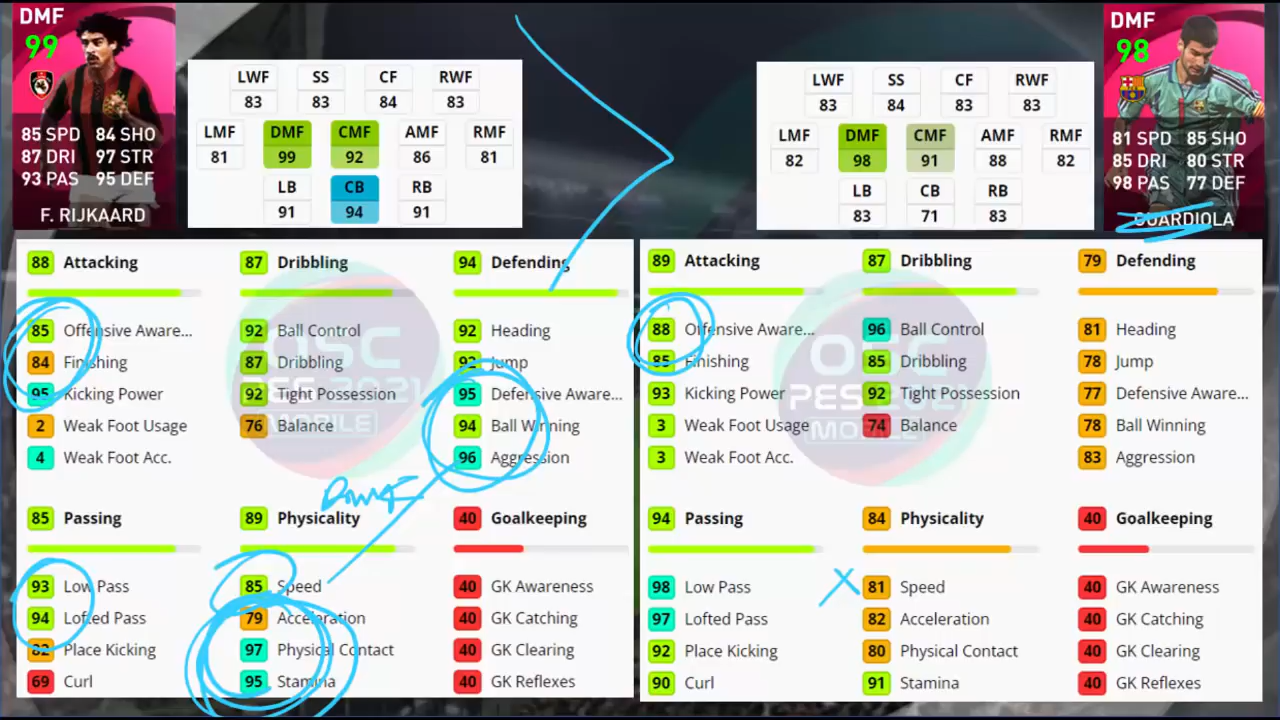 DMF
99
85 SPD 84 SHO
87 DRI 97 STR
93 PAS 95 DEF
F. RIJKAARD
LWF SS CF RWF
83 83 84 83
LMF DMF CMF AMF RMF
81 99 92 86 81
LB CB RB
91 94 91
LWF SS CF RWF
83 84 83 83
LMF DMF CMF AMF RMF
82 98 91 88 82
LB CB RB
83 71 83
DMF
98
81 SPD 85 SHO
85 DRI 80 STR
98 PAS 77 DEF
GUARDIOLA
88 Attacking
85 Offensive Aware...
84 Finishing
95 Kicking Power
2 Weak Foot Usage
4 Weak Foot Acc.
87 Dribbling
92 Ball Control
87 Dribbling
92 Tight Possession
76 Balance
94 Defending
92 Heading
92 Jump
95 Defensive Aware...
94 Ball Winning
96 Aggression
85 Passing
93 Low Pass
94 Lofted Pass
82 Place Kicking
69 Curl
DMF
89 Physicality
85 Speed
79 Acceleration
97 Physical Contact
95 Stamina
40 Goalkeeping
40 GK Awareness
40 GK Catching
40 GK Clearing
40 GK Reflexes
89 Attacking
88 Offensive Aware...
85 Finishing
93 Kicking Power
3 Weak Foot Usage
3 Weak Foot Acc.
87 Dribbling
96 Ball Control
85 Dribbling
92 Tight Possession
74 Balance
79 Defending
81 Heading
78 Jump
77 Defensive Aware...
78 Ball Winning
83 Aggression
94 Passing
98 Low Pass
97 Lofted Pass
92 Place Kicking
90 Curl
84 Physicality
81 Speed
82 Acceleration
80 Physical Contact
91 Stamina
40 Goalkeeping
40 GK Awareness
40 GK Catching
40 GK Clearing
40 GK Reflexes
OSC
PES 2021
MOBILE
PES 202
MOBILE